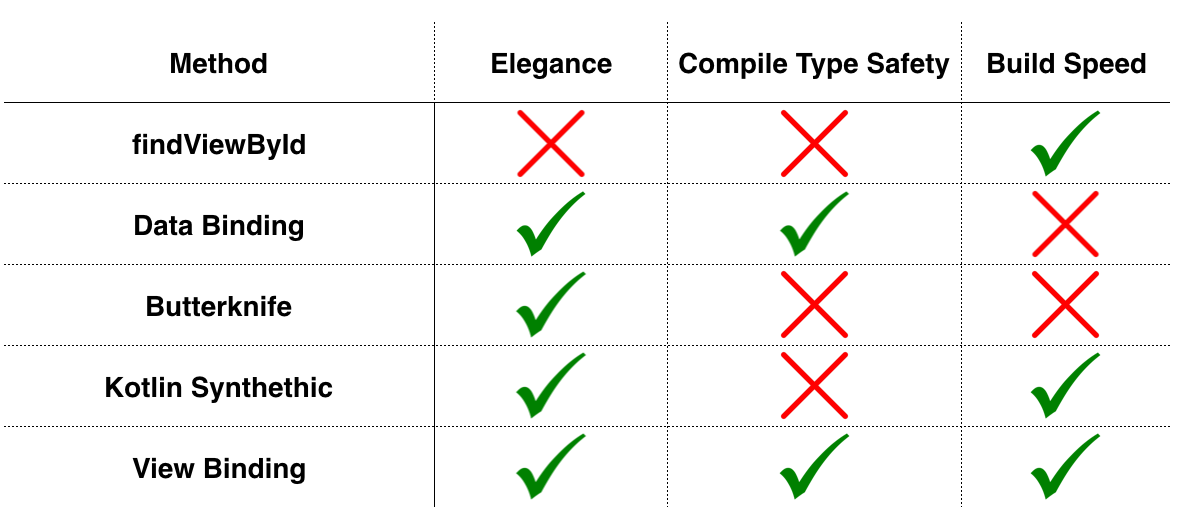 Method Elegance Compile Type Safety Build Speed
findViewById
Data Binding
Butterknife
Kotlin Synthethic
View Binding